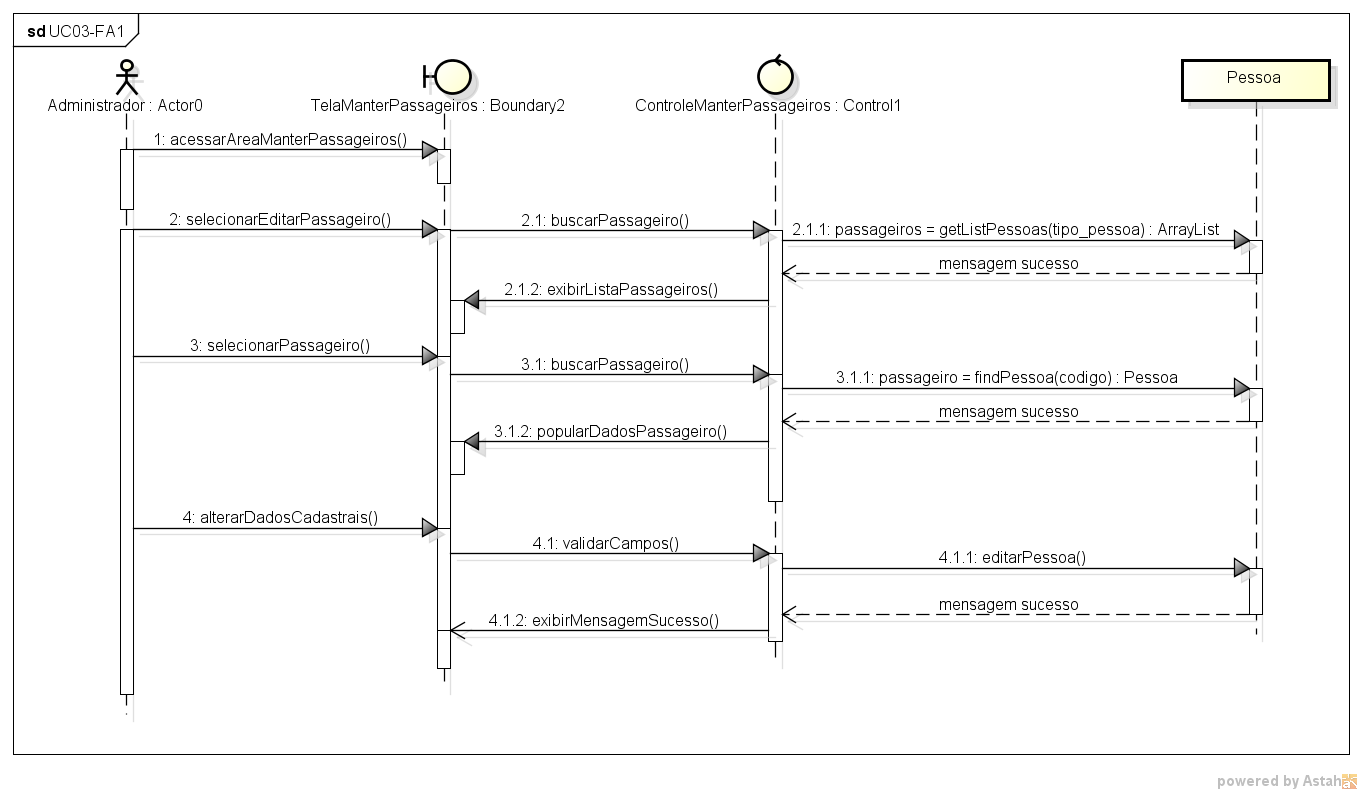 sd UC03-FA1
Administrador : Actor0
TelaManterPassageiros : Boundary2
ControleManterPassageiros : Control1
Pessoa
1: acessarAreaManterPassageiros()
2: selecionarEditarPassageiro()
2.1: buscarPassageiro()
2.1.1: passageiros = getListPessoas(tipo_pessoa) : ArrayList
mensagem sucesso
2.1.2: exibirListaPassageiros()
3: selecionarPassageiro()
3.1: buscarPassageiro()
3.1.1: passageiro = findPessoa(codigo) : Pessoa
mensagem sucesso
3.1.2: popularDadosPassageiro()
4: alterarDadosCadastrais()
4.1: validarCampos()
4.1.1: editarPessoa()
mensagem sucesso
4.1.2: exibirMensagemSucesso()
powered by Astah